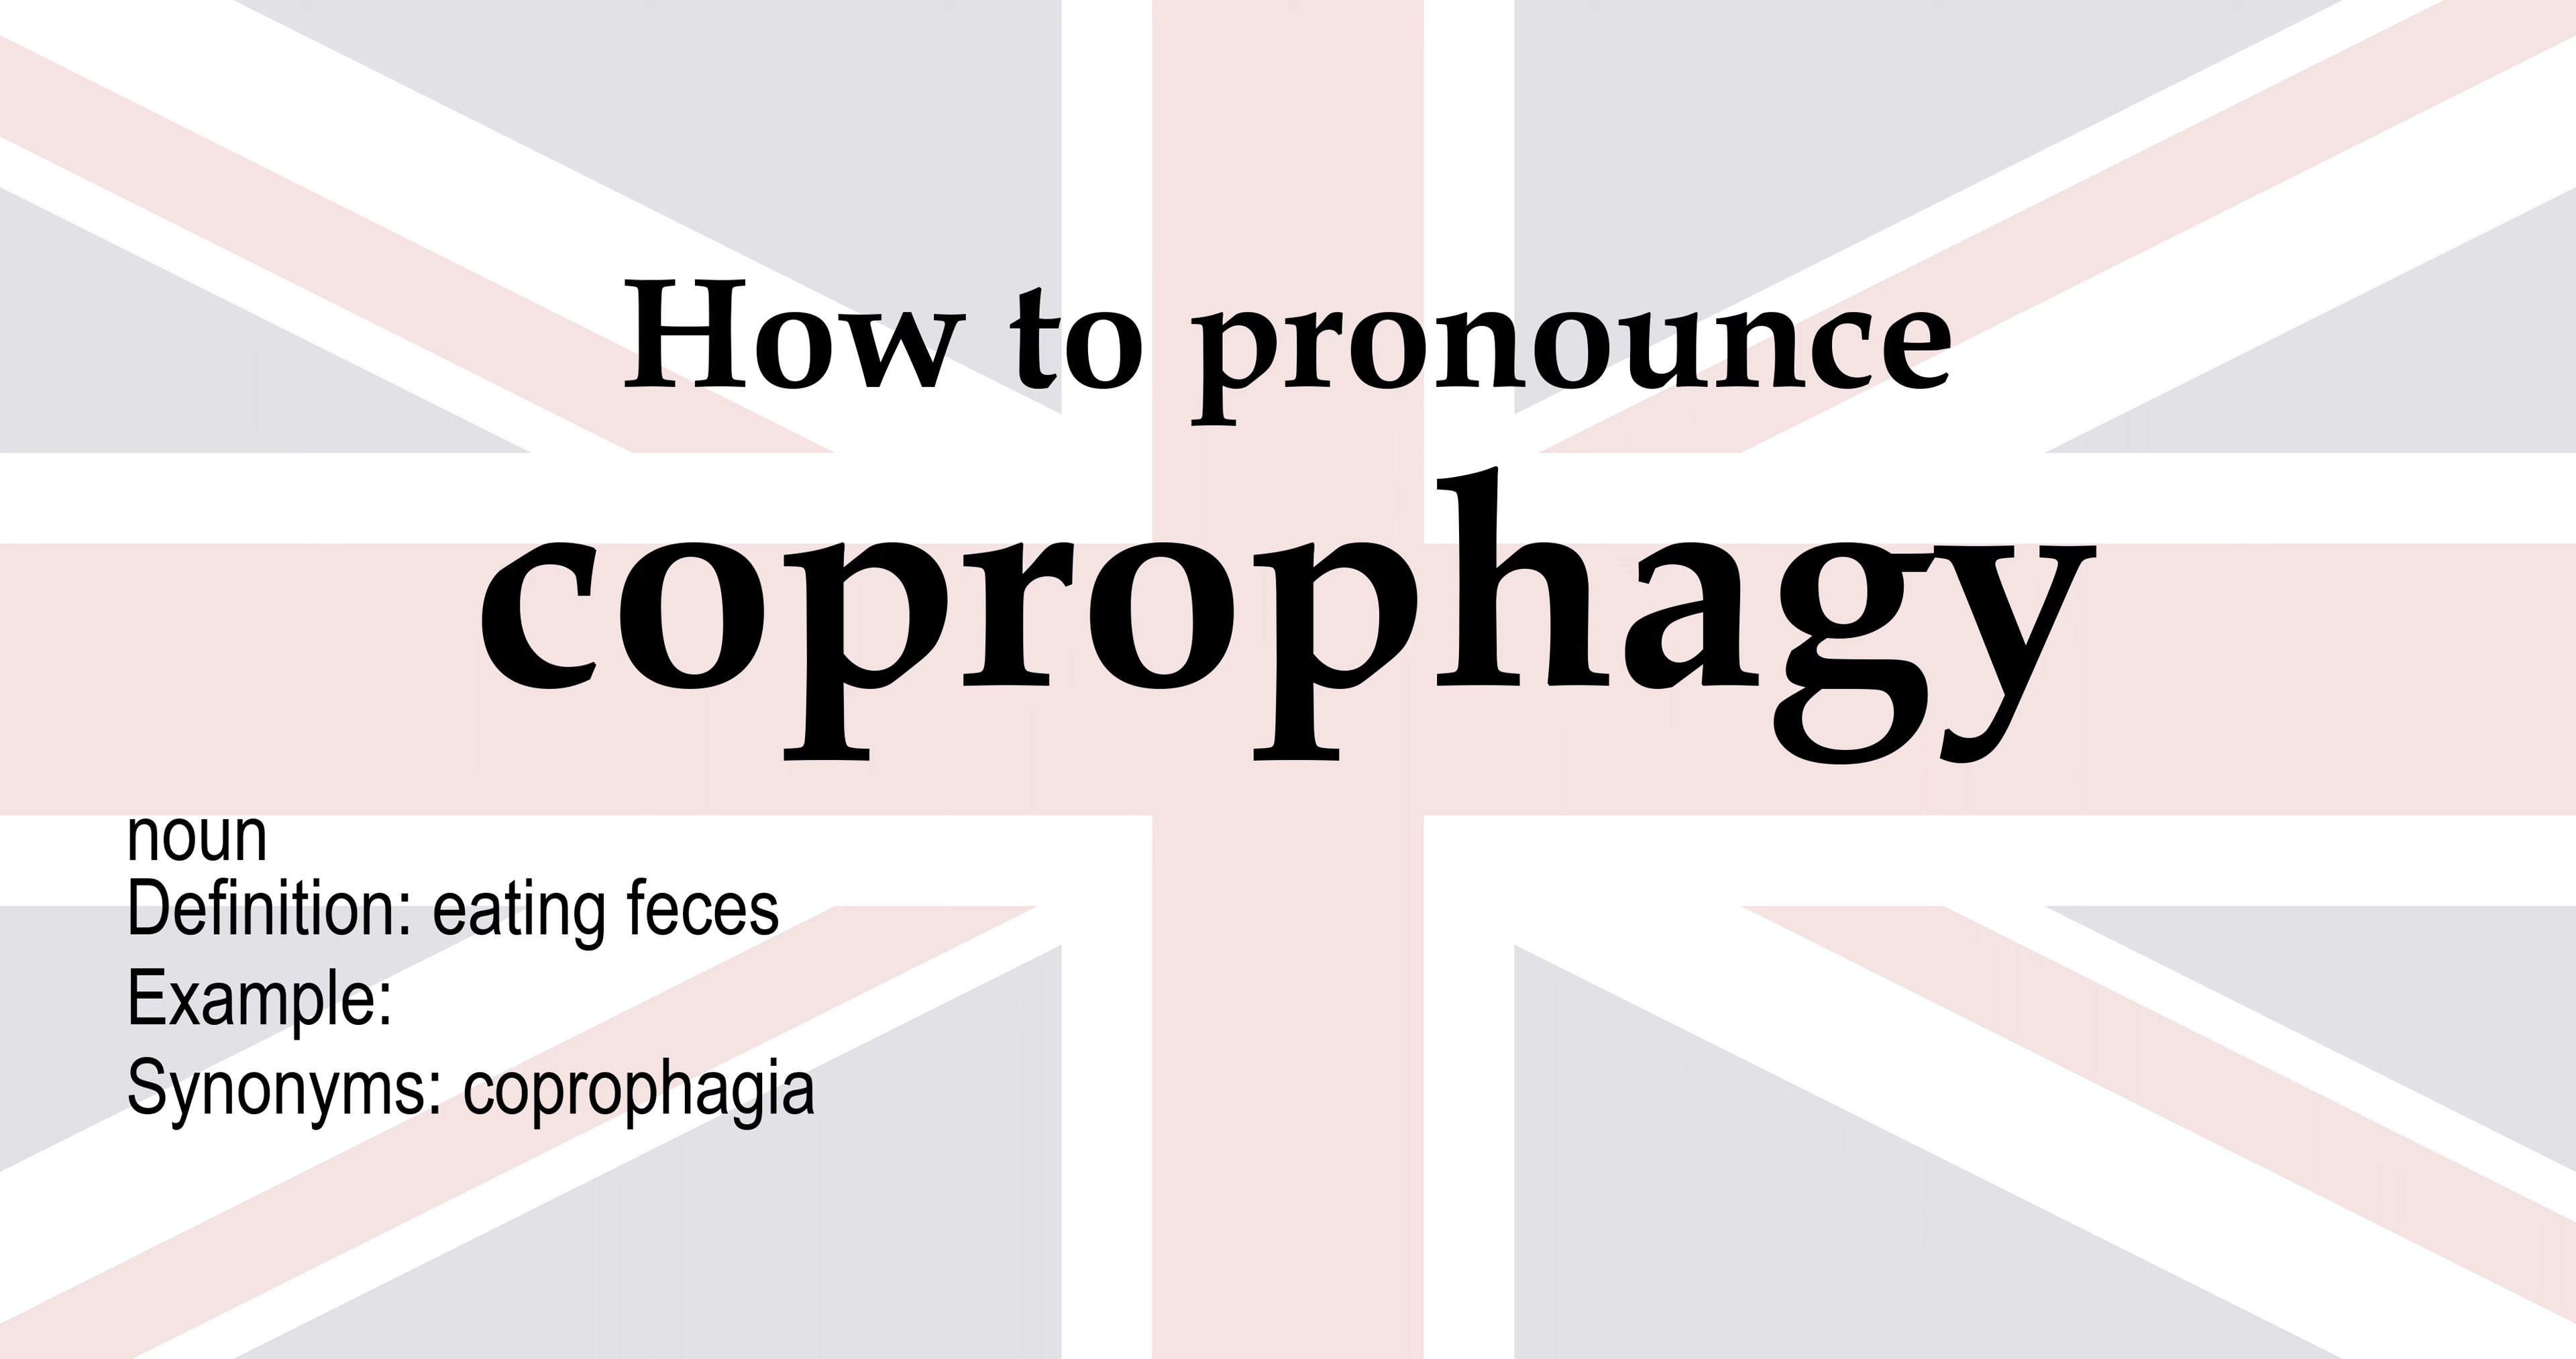 How to pronounce
coprophagy
noun
Definition: eating feces
Example:
Synonyms: coprophagia